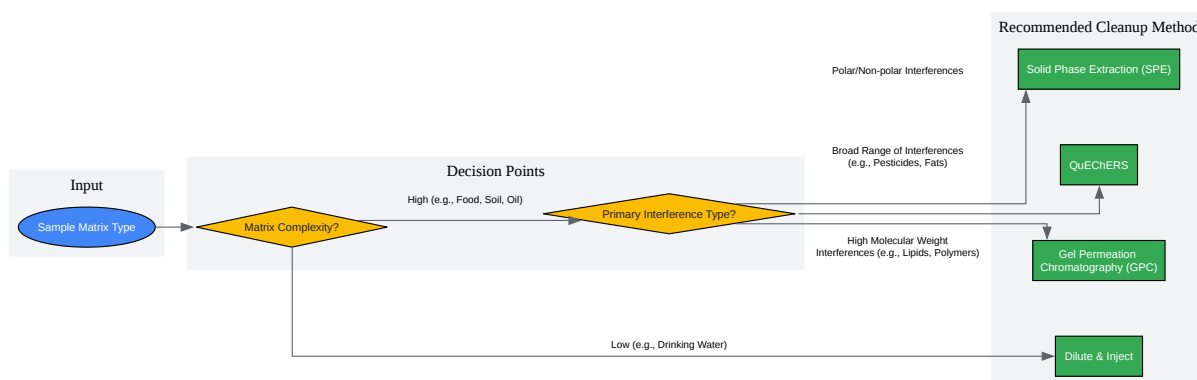 Recommended Cleanup Method
Polar/Non-polar Interferences
Solid Phase Extraction (SPE)
Broad Range of Interferences
(e.g., Pesticides, Fats)
QuEChERS
Decision Points
Input
High (e.g., Food, Soil, Oil)
Primary Interference Type?
Sample Matrix Type
Matrix Complexity?
High Molecular Weight
Interferences (e.g., Lipids, Polymers)
Gel Permeation
Chromatography (GPC)
Low (e.g., Drinking Water)
Dilute & Inject